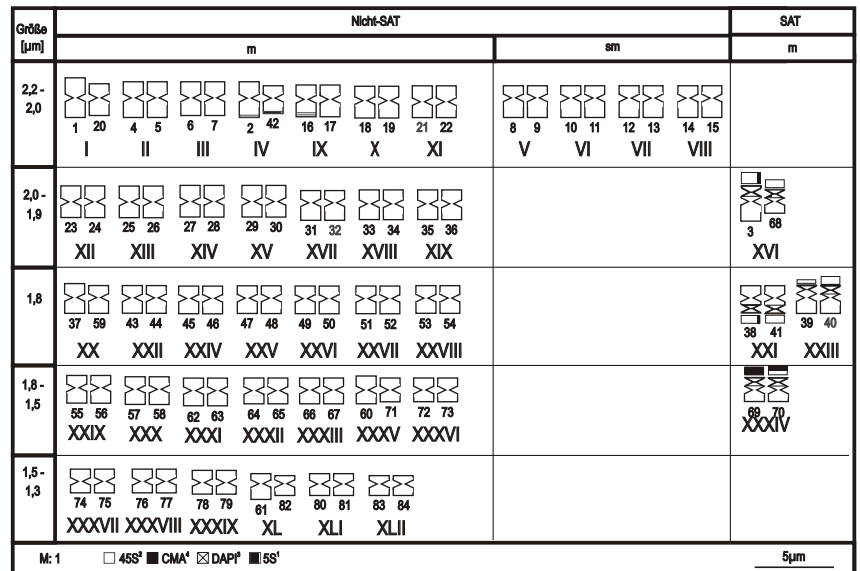 Größe
[µm]
Nicht-SAT
SAT
m
sm
m
2,2 -
2,0
1 20 4 5 6 7 2 42 16 17 18 19 21 22 8 9 10 11 12 13 14 15
I II III IV IX X XI V VI VII VIII
2,0 -
1,9
23 24 25 26 27 28 29 30 31 32 33 34 35 36 3 68
XII XIII XIV XV XVII XVIII XIX XVI
1,8
37 59 43 44 45 46 47 48 49 50 51 52 53 54 38 41 39 40
XX XXII XXIV XXV XXVI XXVII XXVIII XXI XXIII
1,8 -
1,5
55 56 57 58 62 63 64 65 66 67 60 71 72 73 69 70
XXIX XXX XXXI XXXII XXXIII XXXV XXXVI XXXIV
1,5 -
1,3
74 75 76 77 78 79 61 82 80 81 83 84
XXXVII XXXVIII XXXIX XL XLI XLII
M: 1 45S² CMA⁴ DAPI³ 5S¹ 5µm